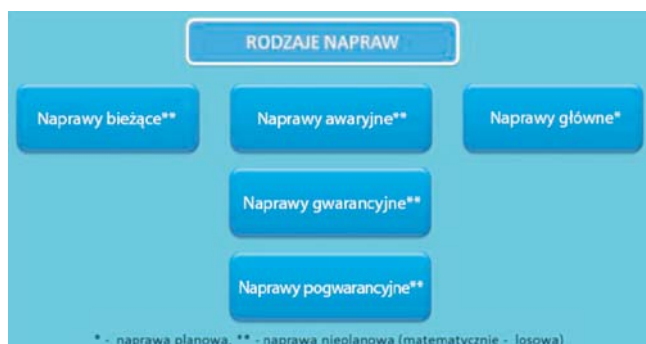 RODZAJE NAPRAW
Naprawy bieżące**
Naprawy awaryjne**
Naprawy główne*
Naprawy gwarancyjne**
Naprawy pogwarancyjne**
* - naprawa planowa, ** - naprawa nieplanowa (matematycznie - losowa)